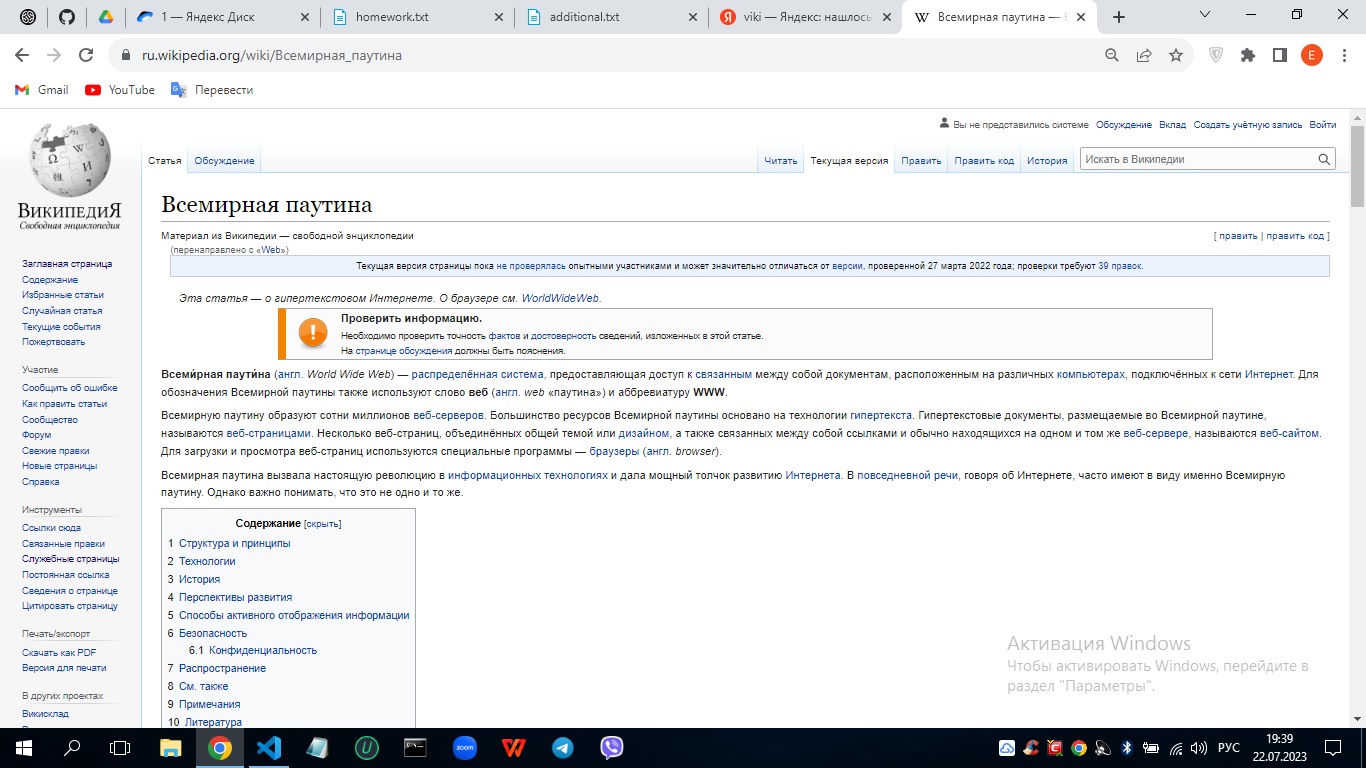 1 — Яндекс Диск
homework.txt
additional.txt
viki — Яндекс: нашлось
Всемирная паутина —
ru.wikipedia.org/wiki/Всемирная_паутина
E
Gmail
YouTube
Перевести
Вы не представились системе Обсуждение Вклад Создать учётную запись Войти
Статья Обсуждение
Читать Текущая версия Править Править код История
Искать в Википедии
ВикипедиЯ
Свободная энциклопедия
Заглавная страница
Содержание
Избранные статьи
Случайная статья
Текущие события
Пожертвовать
Участие
Сообщить об ошибке
Как править статьи
Сообщество
Форум
Свежие правки
Новые страницы
Справка
Инструменты
Ссылки сюда
Связанные правки
Служебные страницы
Постоянная ссылка
Сведения о странице
Цитировать страницу
Печать/экспорт
Скачать как PDF
Версия для печати
В других проектах
Викисклад
Всемирная паутина
Материал из Википедии — свободной энциклопедии
[ править | править код ]
(перенаправлено с «Web»)
Текущая версия страницы пока не проверялась опытными участниками и может значительно отличаться от версии, проверенной 27 марта 2022 года; проверки требуют 39 правок.
Эта статья — о гипертекстовом Интернете. О браузере см. WorldWideWeb.
Проверить информацию.
Необходимо проверить точность фактов и достоверность сведений, изложенных в этой статье.
На странице обсуждения должны быть пояснения.
Всеми́рная паути́на (англ. World Wide Web) — распределённая система, предоставляющая доступ к связанным между собой документам, расположенным на различных компьютерах, подключённых к сети Интернет. Для
обозначения Всемирной паутины также используют слово веб (англ. web «паутина») и аббревиатуру WWW.
Всемирную паутину образуют сотни миллионов веб-серверов. Большинство ресурсов Всемирной паутины основано на технологии гипертекста. Гипертекстовые документы, размещаемые во Всемирной паутине,
называются веб-страницами. Несколько веб-страниц, объединённых общей темой или дизайном, а также связанных между собой ссылками и обычно находящихся на одном и том же веб-сервере, называются веб-сайтом.
Для загрузки и просмотра веб-страниц используются специальные программы — браузеры (англ. browser).
Всемирная паутина вызвала настоящую революцию в информационных технологиях и дала мощный толчок развитию Интернета. В повседневной речи, говоря об Интернете, часто имеют в виду именно Всемирную
паутину. Однако важно понимать, что это не одно и то же.
Содержание [скрыть]
1 Структура и принципы
2 Технологии
3 История
4 Перспективы развития
5 Способы активного отображения информации
6 Безопасность
6.1 Конфиденциальность
7 Распространение
8 См. также
9 Примечания
10 Литература
Активация Windows
Чтобы активировать Windows, перейдите в
раздел "Параметры".
zoom
РУС
19:39
22.07.2023